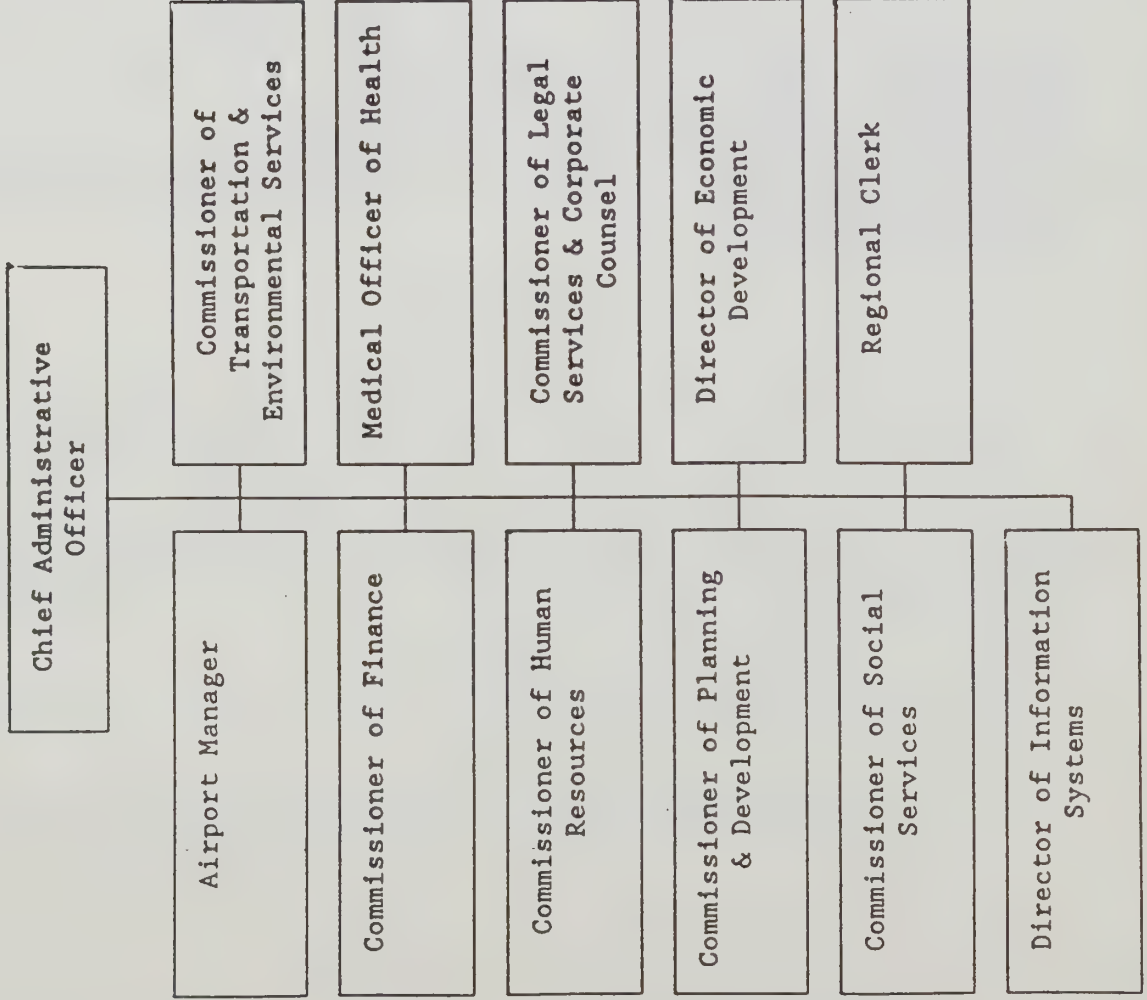 Chief Administrative
Officer
Airport Manager
Commissioner of
Transportation &
Environmental Services
Commissioner of Finance
Medical Officer of Health
Commissioner of Human
Resources
Commissioner of Legal
Services & Corporate
Counsel
Commissioner of Planning
& Development
Director of Economic
Development
Commissioner of Social
Services
Regional Clerk
Director of Information
Systems